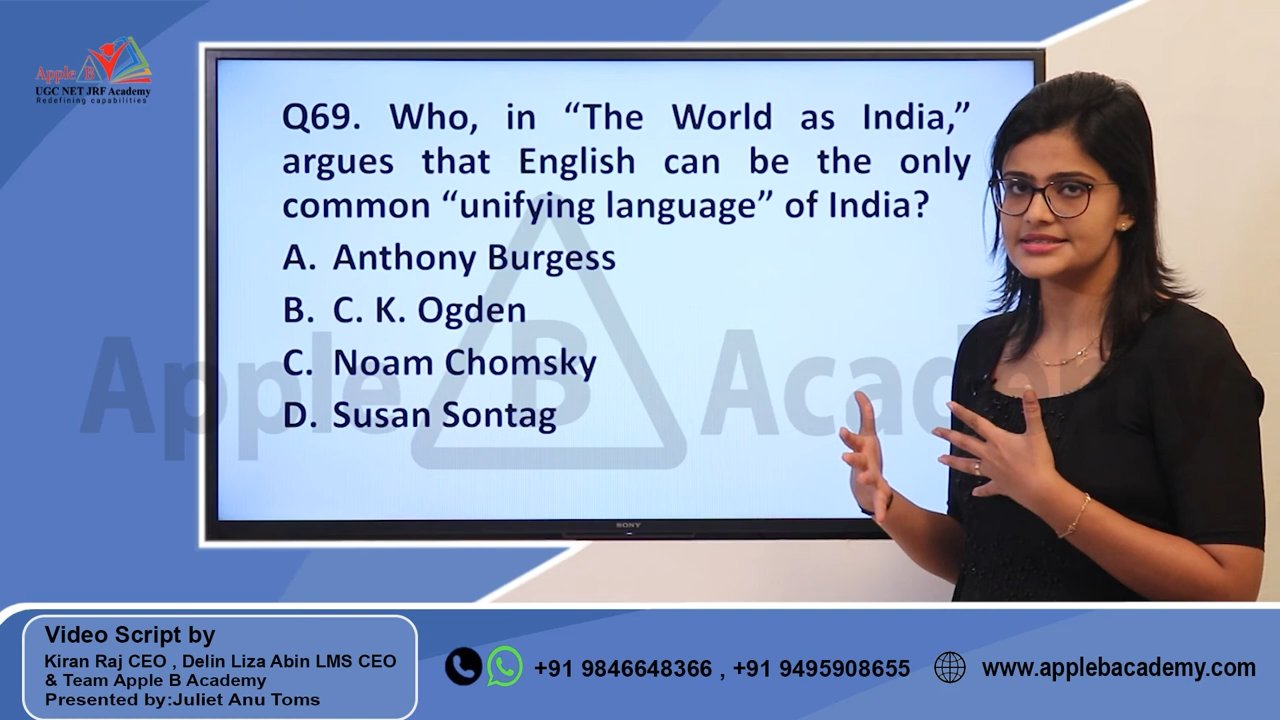 Apple B
UGC NET JRF Academy
Redefining capabilities
Q69. Who, in “The World as India,”
argues that English can be the only
common “unifying language” of India?
A. Anthony Burgess
B. C. K. Ogden
C. Noam Chomsky
D. Susan Sontag
Apple B Academy
SONY
Video Script by
Kiran Raj CEO , Delin Liza Abin LMS CEO
& Team Apple B Academy
Presented by:Juliet Anu Toms
+91 9846648366 , +91 9495908655
www.applebacademy.com